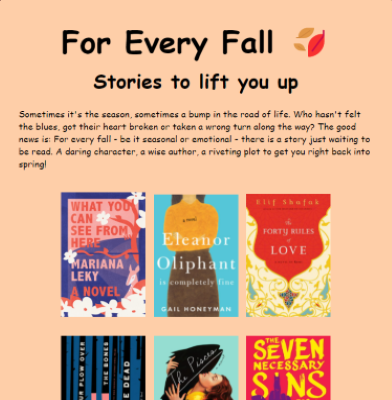 For Every Fall
Stories to lift you up
Sometimes it's the season, sometimes a bump in the road of life. Who hasn't felt
the blues, got their heart broken or taken a wrong turn along the way? The good
news is: For every fall - be it seasonal or emotional - there is a story just waiting to
be read. A daring character, a wise author, a riveting plot to get you right back into
spring!
WHAT YOU
CAN
SEE FROM
HERE
MARIANA
LEKY
A NOVEL
a novel
Eleanor
Oliphant
is completely fine
GAIL HONEYMAN
Elif Shafak
the
FORTY RULES
of
LOVE
PLOW OVER
THE BONES
DEAD
The Pisces
THE
SEVEN
NECESSARY
SINS